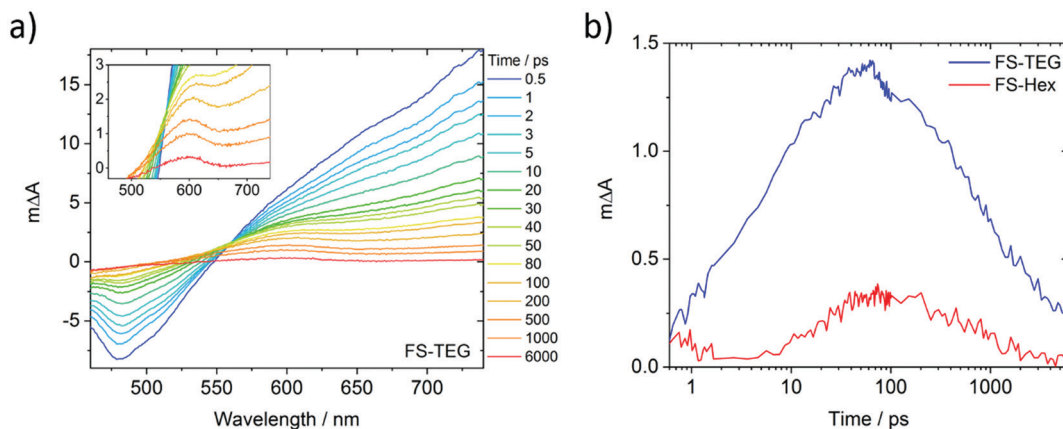 a)
b)
Time / ps
0.5
1
2
3
5
10
20
30
40
50
80
100
200
500
1000
6000
mΔA
15
10
5
0
-5
3
2
1
0
500 600 700
FS-TEG
500 550 600 650 700
Wavelength / nm
mΔA
1.5
1.0
0.5
0.0
FS-TEG
FS-Hex
1 10 100 1000
Time / ps